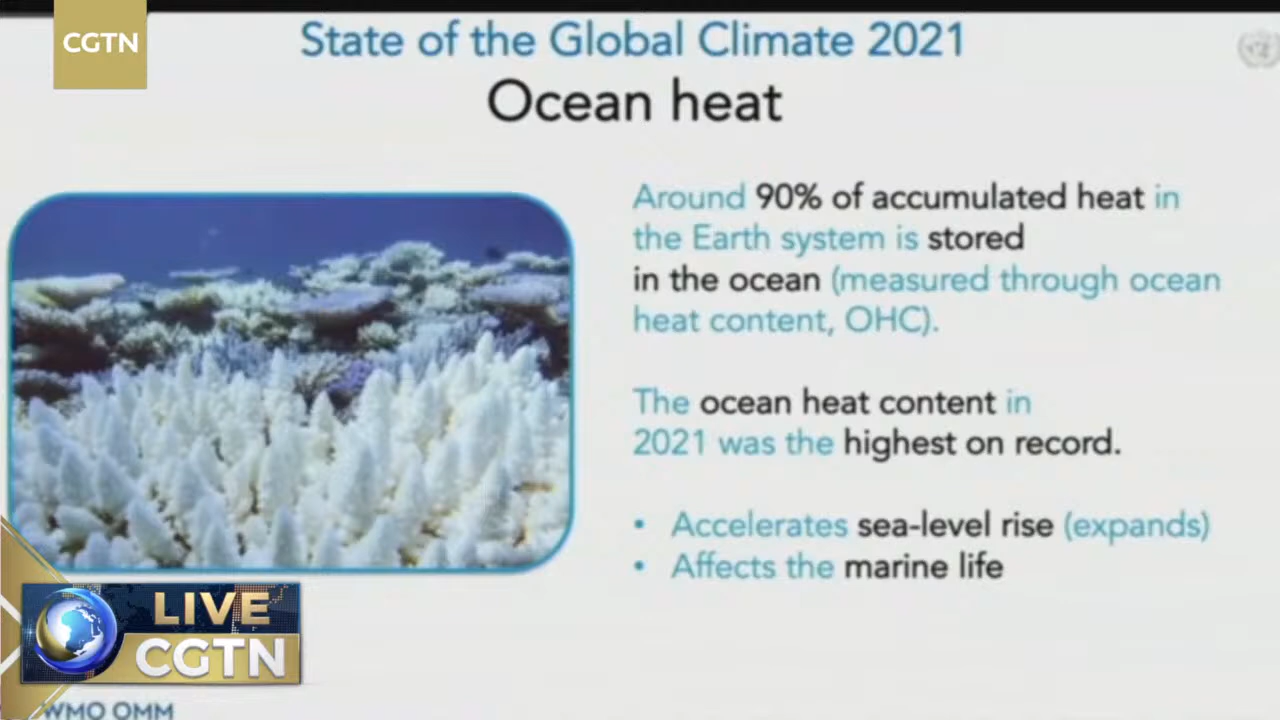 CGTN
State of the Global Climate 2021
Ocean heat
Around 90% of accumulated heat in
the Earth system is stored
in the ocean (measured through ocean
heat content, OHC).
The ocean heat content in
2021 was the highest on record.
• Accelerates sea-level rise (expands)
• Affects the marine life
LIVE
CGTN
WMO OMM